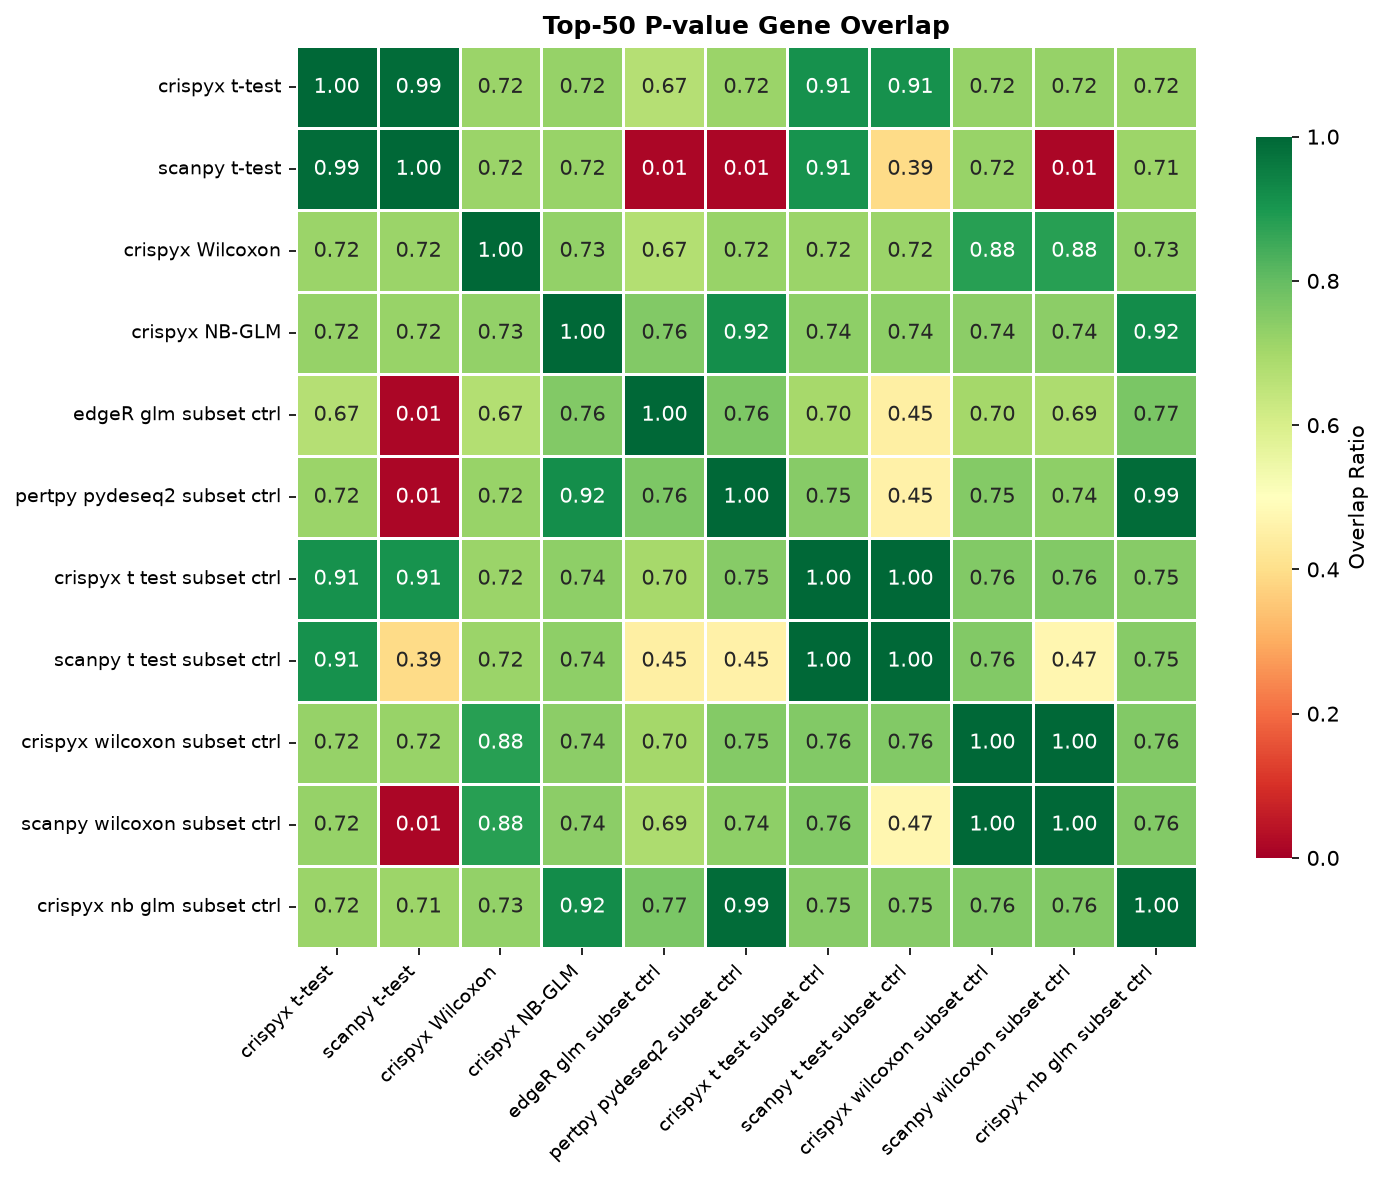 Top-50 P-value Gene Overlap
crispyx t-test 1.00 0.99 0.72 0.72 0.67 0.72 0.91 0.91 0.72 0.72 0.72
scanpy t-test 0.99 1.00 0.72 0.72 0.01 0.01 0.91 0.39 0.72 0.01 0.71
crispyx Wilcoxon 0.72 0.72 1.00 0.73 0.67 0.72 0.72 0.72 0.88 0.88 0.73
crispyx NB-GLM 0.72 0.72 0.73 1.00 0.76 0.92 0.74 0.74 0.74 0.74 0.92
edgeR glm subset ctrl 0.67 0.01 0.67 0.76 1.00 0.76 0.70 0.45 0.70 0.69 0.77
pertpy pydeseq2 subset ctrl 0.72 0.01 0.72 0.92 0.76 1.00 0.75 0.45 0.75 0.74 0.99
crispyx t test subset ctrl 0.91 0.91 0.72 0.74 0.70 0.75 1.00 1.00 0.76 0.76 0.75
scanpy t test subset ctrl 0.91 0.39 0.72 0.74 0.45 0.45 1.00 1.00 0.76 0.47 0.75
crispyx wilcoxon subset ctrl 0.72 0.72 0.88 0.74 0.70 0.75 0.76 0.76 1.00 1.00 0.76
scanpy wilcoxon subset ctrl 0.72 0.01 0.88 0.74 0.69 0.74 0.76 0.47 1.00 1.00 0.76
crispyx nb glm subset ctrl 0.72 0.71 0.73 0.92 0.77 0.99 0.75 0.75 0.76 0.76 1.00
crispyx t-test
scanpy t-test
crispyx Wilcoxon
crispyx NB-GLM
edgeR glm subset ctrl
pertpy pydeseq2 subset ctrl
crispyx t test subset ctrl
scanpy t test subset ctrl
crispyx wilcoxon subset ctrl
scanpy wilcoxon subset ctrl
crispyx nb glm subset ctrl
1.0
0.8
0.6
0.4
0.2
0.0
Overlap Ratio